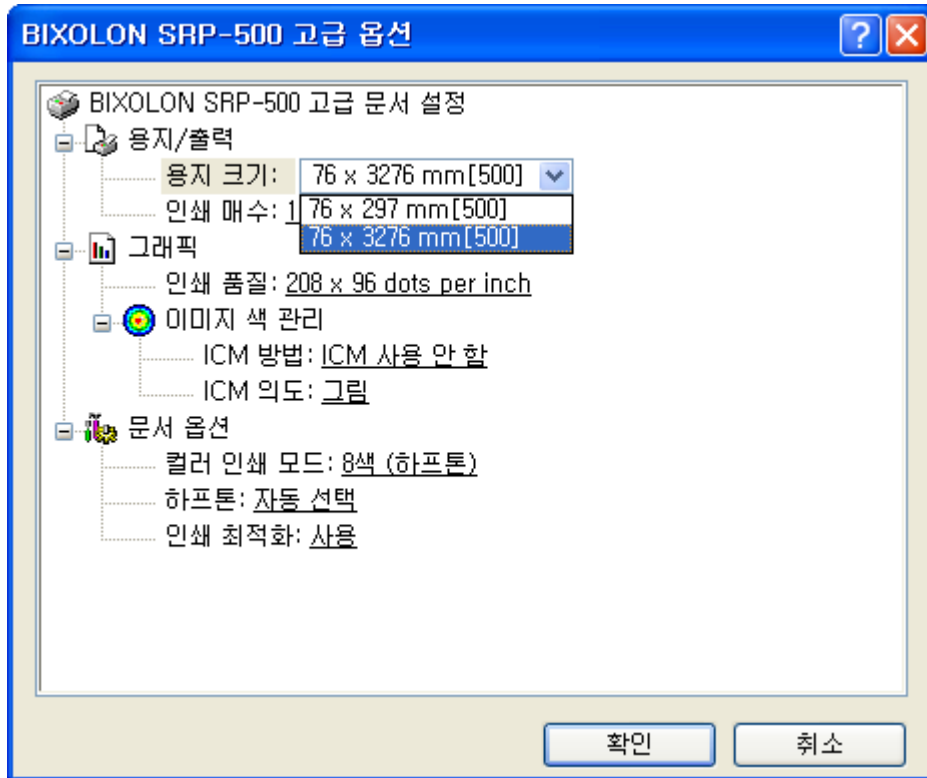 BIXOLON SRP-500 고급 옵션
BIXOLON SRP-500 고급 문서 설정
용지/출력
용지 크기: 76 x 3276 mm[500]
76 x 297 mm[500]
76 x 3276 mm[500]
인쇄 매수: 1
그래픽
인쇄 품질: 208 x 96 dots per inch
이미지 색 관리
ICM 방법: ICM 사용 안 함
ICM 의도: 그림
문서 옵션
컬러 인쇄 모드: 8색 (하프톤)
하프톤: 자동 선택
인쇄 최적화: 사용
확인
취소